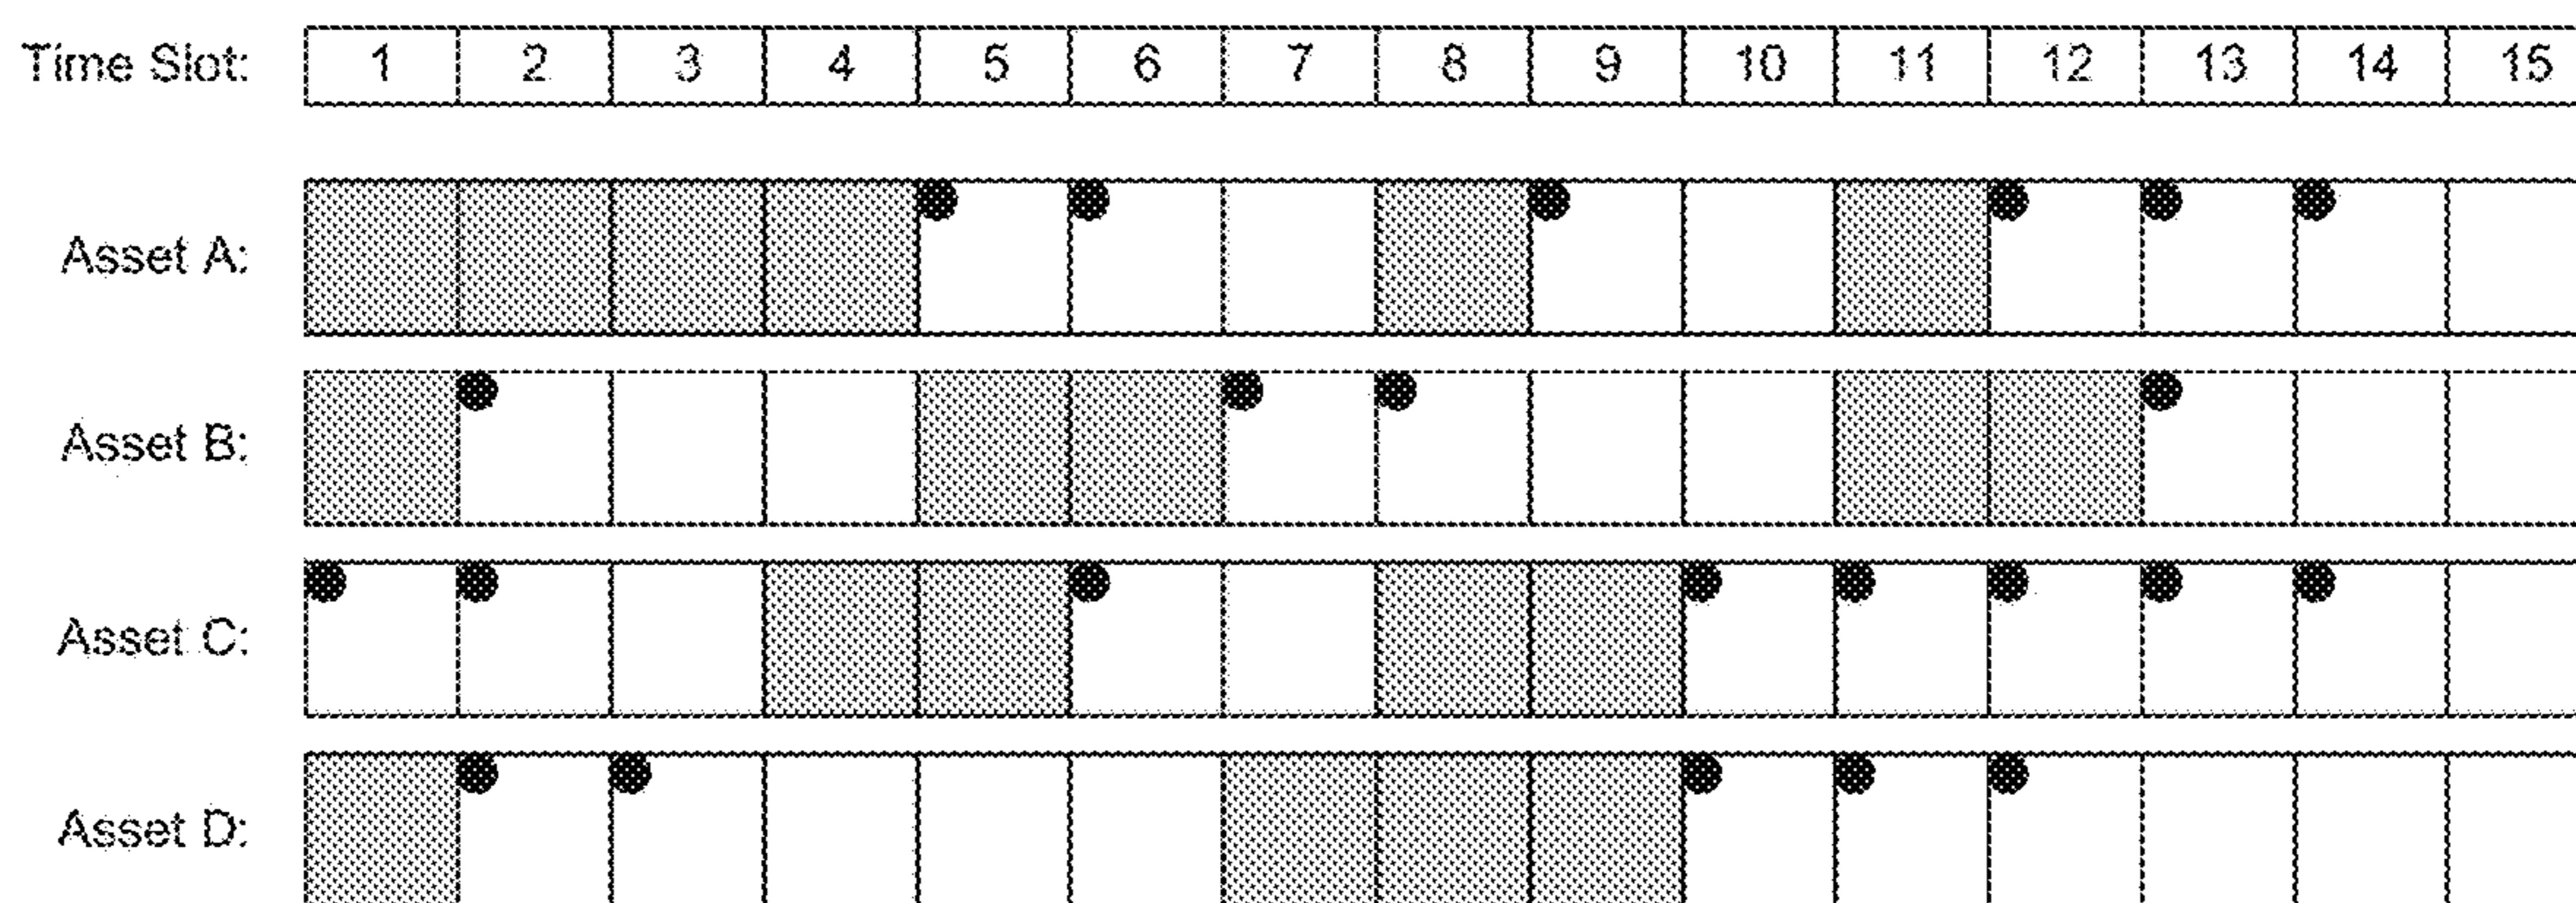 Time Slot: 1 2 3 4 5 6 7 8 9 10 11 12 13 14 15
Asset A:
Asset B:
Asset C:
Asset D: